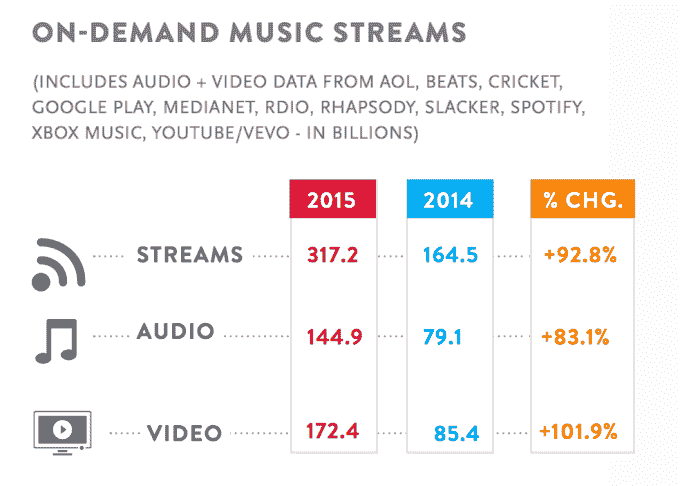 ON-DEMAND MUSIC STREAMS
(INCLUDES AUDIO + VIDEO DATA FROM AOL, BEATS, CRICKET,
GOOGLE PLAY, MEDIANET, RDIO, RHAPSODY, SLACKER, SPOTIFY,
XBOX MUSIC, YOUTUBE/VEVO - IN BILLIONS)
2015 2014 % CHG.
STREAMS 317.2 164.5 +92.8%
AUDIO 144.9 79.1 +83.1%
VIDEO 172.4 85.4 +101.9%